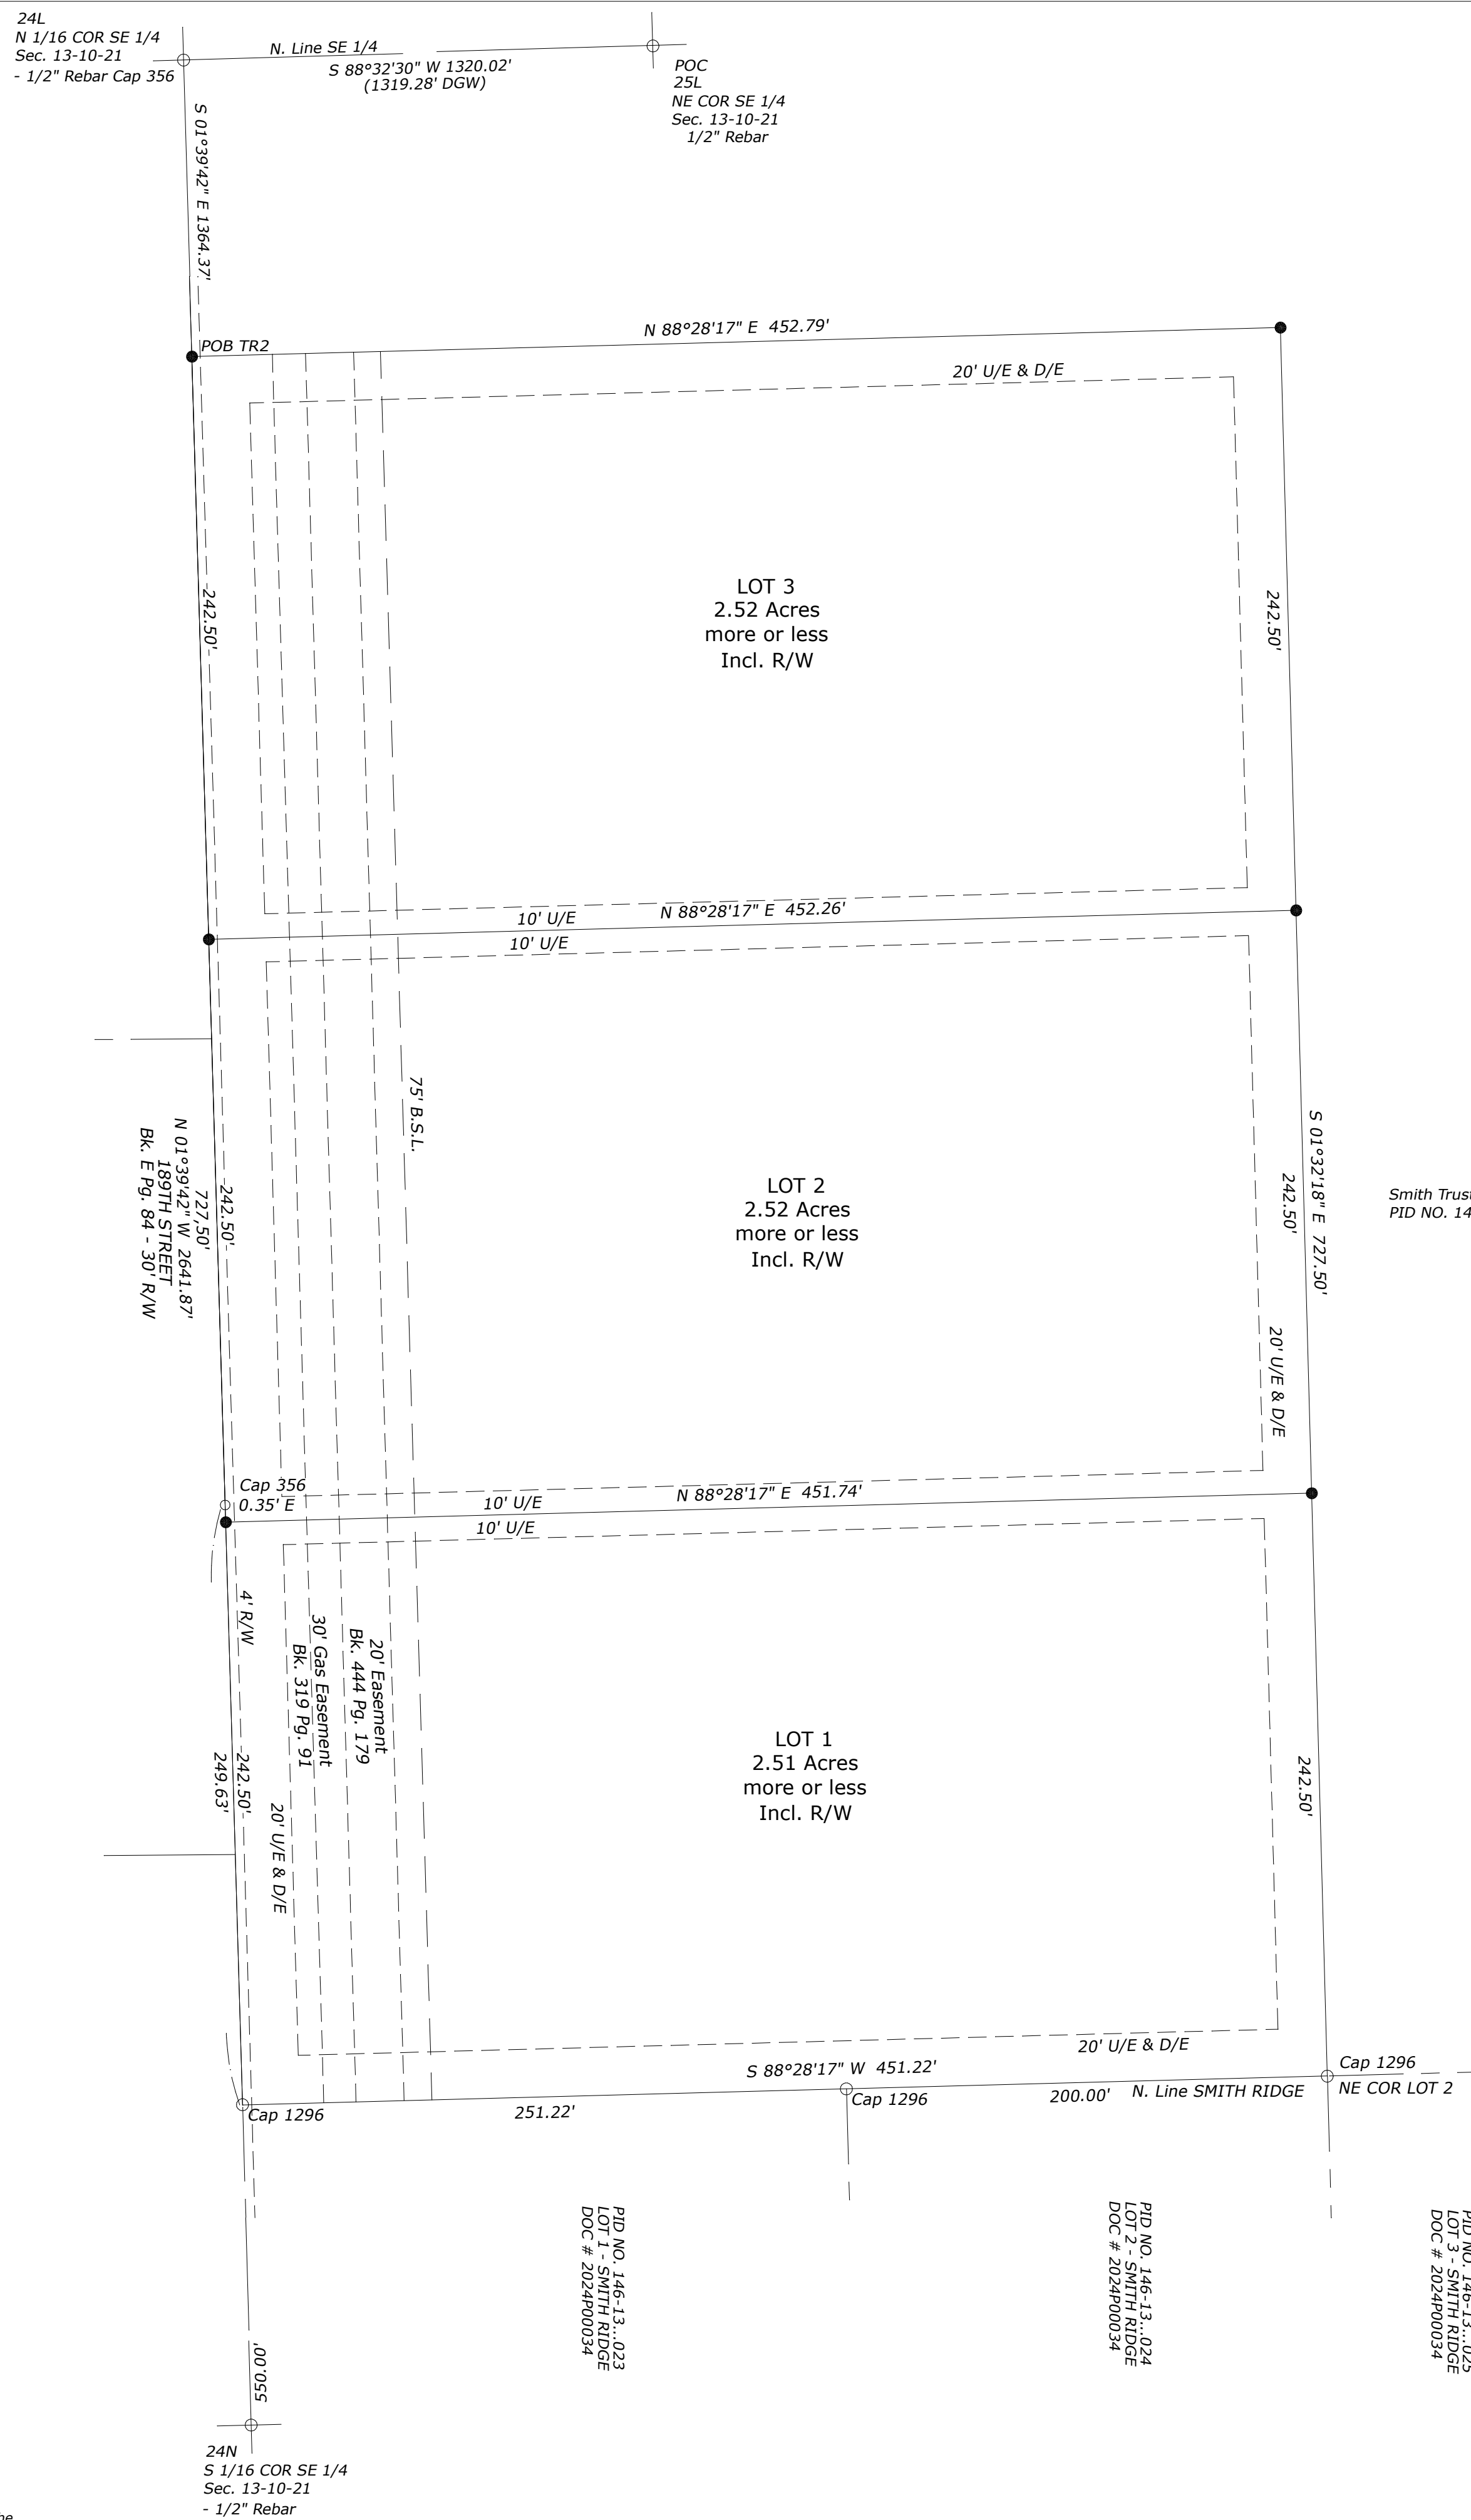 24L
N 1/16 COR SE 1/4
Sec. 13-10-21
- 1/2" Rebar Cap 356
N. Line SE 1/4
S 88°32'30" W 1320.02'
(1319.28' DGW)
POC
25L
NE COR SE 1/4
Sec. 13-10-21
1/2" Rebar
S 01°39'42" E 1364.37'
POB TR2
N 88°28'17" E 452.79'
20' U/E & D/E
242.50'
LOT 3
2.52 Acres
more or less
Incl. R/W
242.50'
10' U/E
N 88°28'17" E 452.26'
10' U/E
75' B.S.L.
242.50'
727,50'
N 01°39'42" W 2641.87'
189TH STREET
Bk. E Pg. 84 - 30' R/W
LOT 2
2.52 Acres
more or less
Incl. R/W
242.50'
S 01°32'18" E 727.50'
Smith Trust
PID NO. 14
20' U/E & D/E
Cap 356
0.35' E
10' U/E
N 88°28'17" E 451.74'
10' U/E
4' R/W
30' Gas Easement
Bk. 319 Pg. 91
20' Easement
Bk. 444 Pg. 179
242.50'
249.63'
20' U/E & D/E
LOT 1
2.51 Acres
more or less
Incl. R/W
242.50'
20' U/E & D/E
S 88°28'17" W 451.22'
Cap 1296
251.22'
Cap 1296
200.00'
N. Line SMITH RIDGE
Cap 1296
NE COR LOT 2
PID NO. 146-13...023
LOT 1 - SMITH RIDGE
DOC # 2024P00034
PID NO. 146-13...024
LOT 2 - SMITH RIDGE
DOC # 2024P00034
PID NO. 146-13...025
LOT 3 - SMITH RIDGE
DOC # 2024P00034
550.00'
24N
S 1/16 COR SE 1/4
Sec. 13-10-21
- 1/2" Rebar